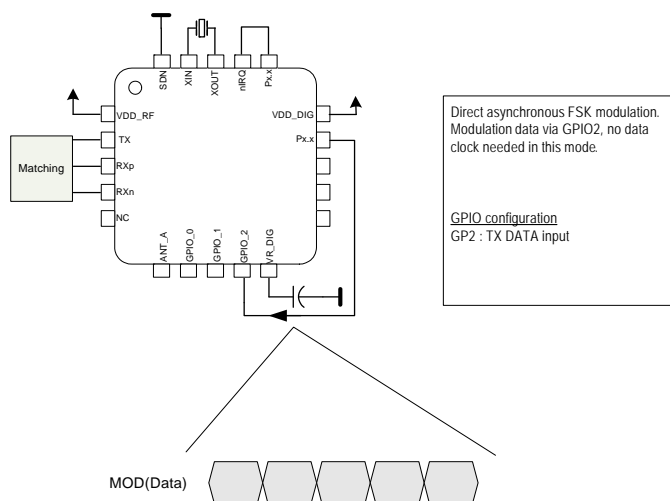 SDN
XIN
XOUT
nIRQ
Px.x
VDD_RF
VDD_DIG
TX
Px.x
Matching
RXp
RXn
NC
ANT_A
GPIO_0
GPIO_1
GPIO_2
VR_DIG
Direct asynchronous FSK modulation.
Modulation data via GPIO2, no data
clock needed in this mode.
GPIO configuration
GP2 : TX DATA input
MOD(Data)